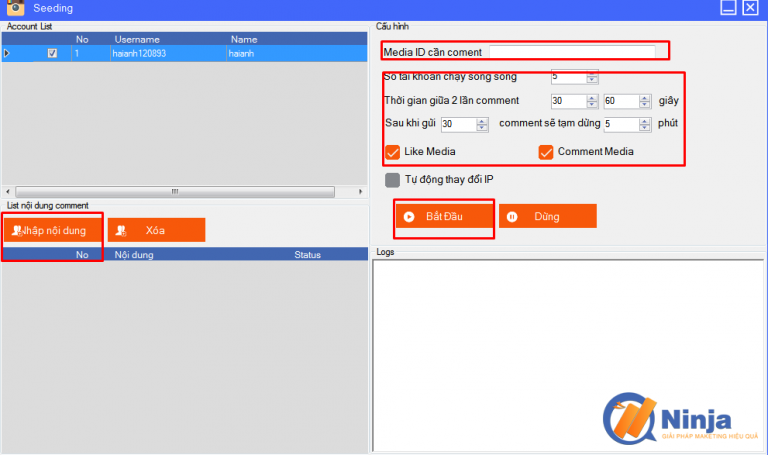 Seeding
Account List
No Username Name
1 haianh120893 haianh
List nội dung comment
Nhập nội dung Xóa
No Nội dung Status
Cấu hình
Media ID cần coment
Số tài khoản chạy song song 5
Thời gian giữa 2 lần comment 30 60 giây
Sau khi gửi 30 comment sẽ tạm dừng 5 phút
Like Media Comment Media
Tự động thay đổi IP
Bắt Đầu Dừng
Logs
Ninja
GIẢI PHÁP MAKETING HIỆU QUẢ